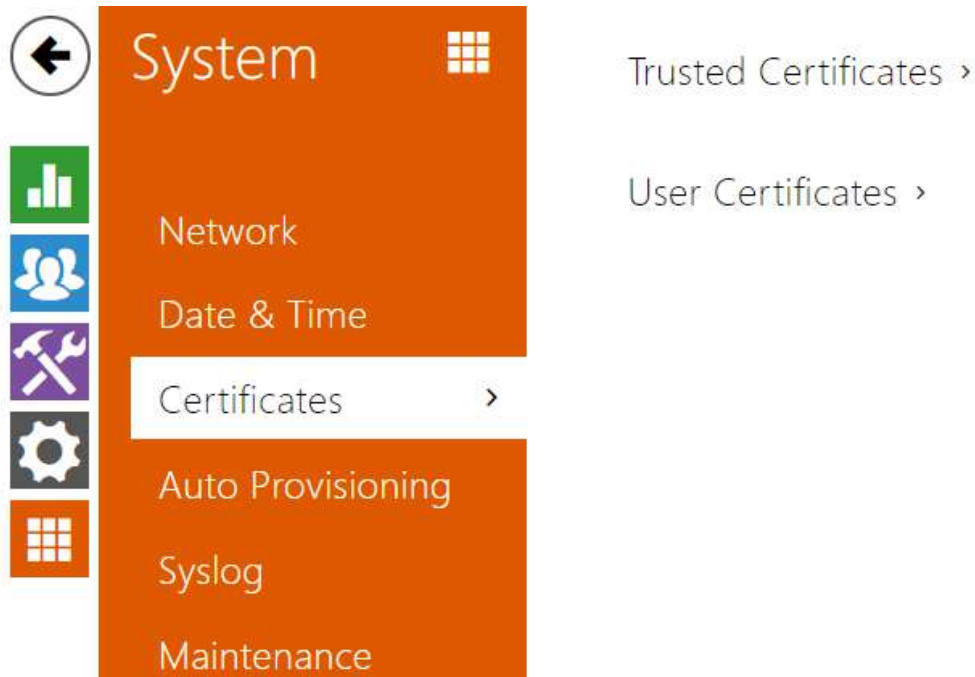 System
Network
Date & Time
Certificates
Auto Provisioning
Syslog
Maintenance
Trusted Certificates
User Certificates